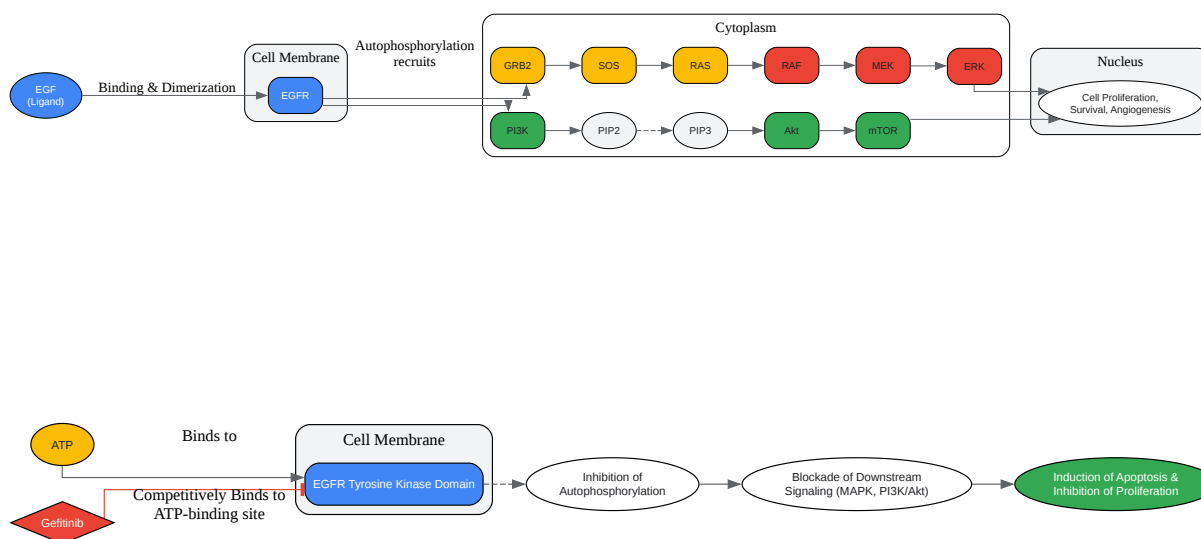 Cytoplasm
Autophosphorylation
recruits
Cell Membrane
Nucleus
GRB2
SOS
RAS
RAF
MEK
ERK
EGF
(Ligand)
Binding & Dimerization
EGFR
Cell Proliferation,
Survival, Angiogenesis
PI3K
PIP2
PIP3
Akt
mTOR
ATP
Binds to
Cell Membrane
EGFR Tyrosine Kinase Domain
Inhibition of
Autophosphorylation
Blockade of Downstream
Signaling (MAPK, PI3K/Akt)
Induction of Apoptosis &
Inhibition of Proliferation
Competitively Binds to
ATP-binding site
Gefitinib